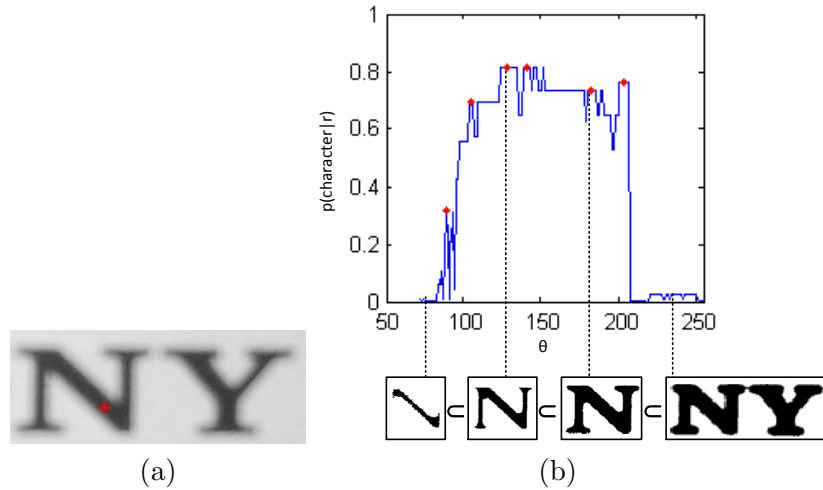 1
0.8
0.6
0.4
0.2
0
p(character|r)
50 100 150 200 250
θ
NY
N ⊂ N ⊂ NY
(a) (b)